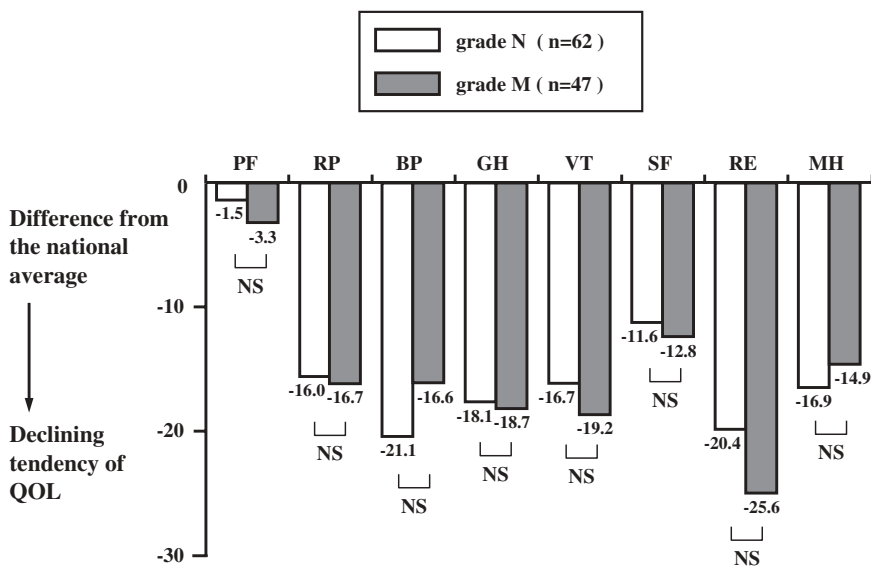 grade N ( n=62 )
grade M ( n=47 )
PF RP BP GH VT SF RE MH
0
-10
-20
-30
Difference from
the national
average
Declining
tendency of
QOL
-1.5
-3.3
NS
-16.0
-16.7
NS
-21.1
-16.6
NS
-18.1
-18.7
NS
-16.7
-19.2
NS
-11.6
-12.8
NS
-20.4
-25.6
NS
-16.9
-14.9
NS